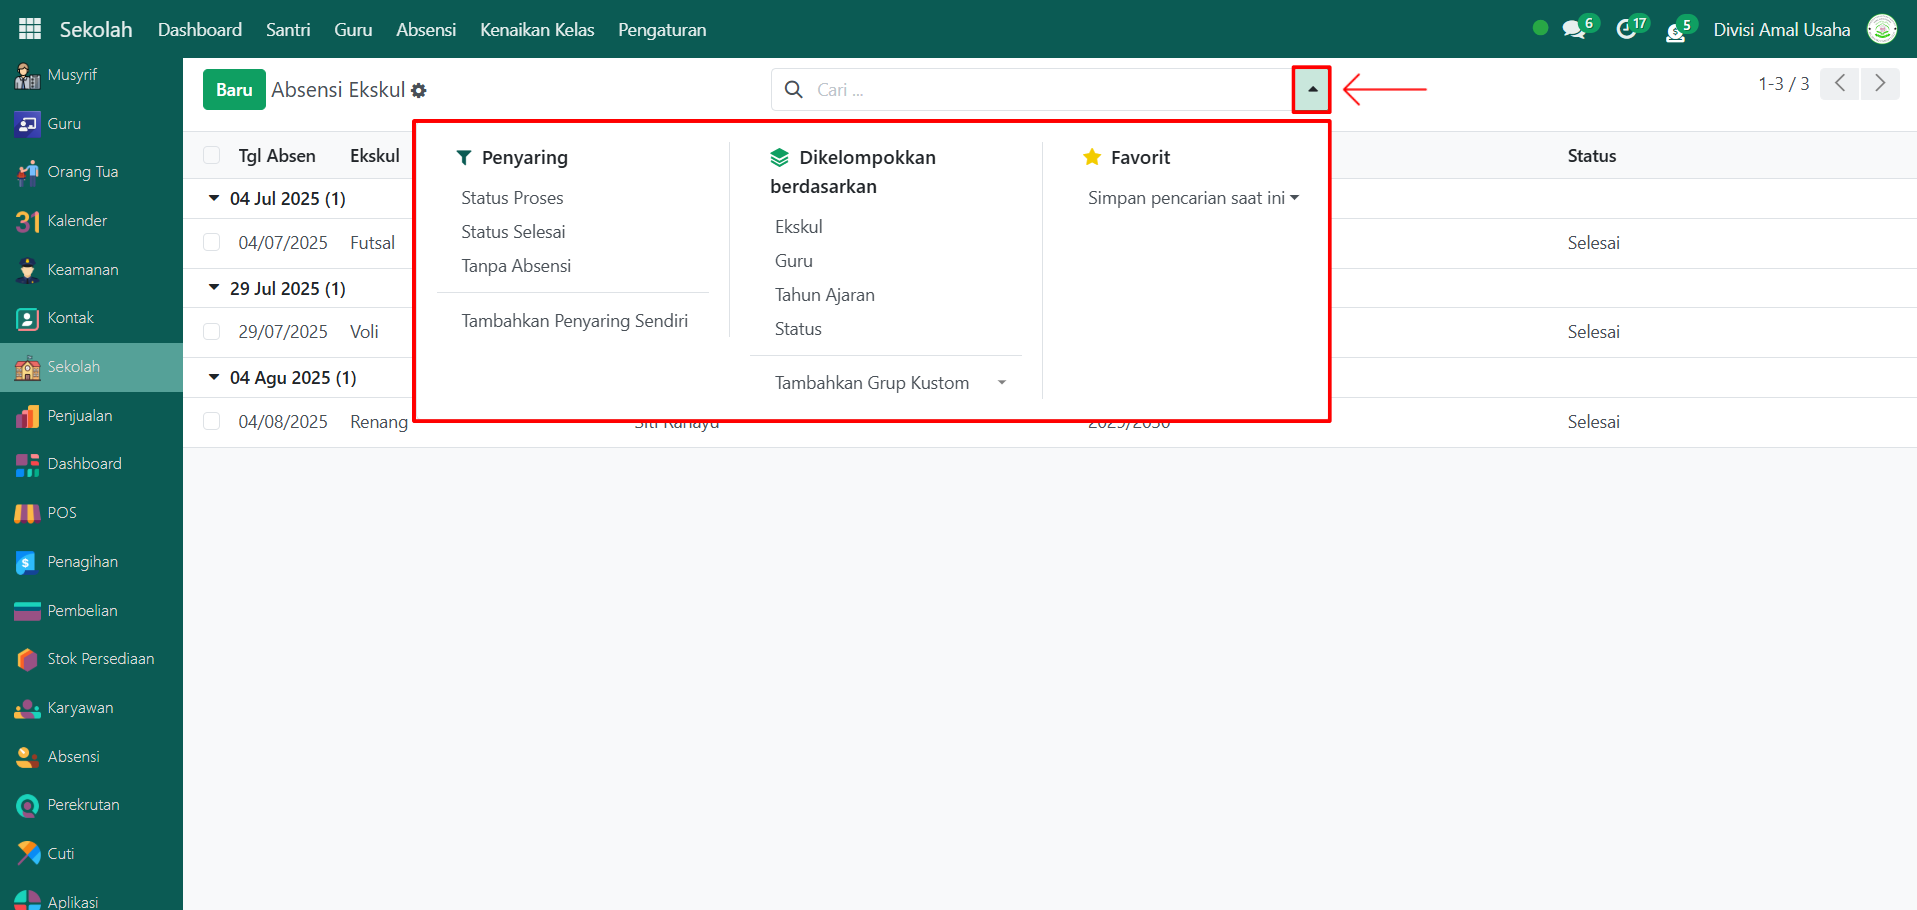 Sekolah Dashboard Santri Guru Absensi Kenaikan Kelas Pengaturan 6 17 5 Divisi Amal Usaha
Musyrif
Guru
Orang Tua
31 Kalender
Keamanan
Kontak
Sekolah
Penjualan
Dashboard
POS
Penagihan
Pembelian
Stok Persediaan
Karyawan
Absensi
Perekrutan
Cuti
Aplikasi
Baru Absensi Ekskul Cari ... 1-3 / 3
Tgl Absen Ekskul Status
04 Jul 2025 (1)
04/07/2025 Futsal Selesai
29 Jul 2025 (1)
29/07/2025 Voli Selesai
04 Agu 2025 (1)
04/08/2025 Renang Siti Rahayu 2029/2030 Selesai
Penyaring
Status Proses
Status Selesai
Tanpa Absensi
Tambahkan Penyaring Sendiri
Dikelompokkan
berdasarkan
Ekskul
Guru
Tahun Ajaran
Status
Tambahkan Grup Kustom
Favorit
Simpan pencarian saat ini